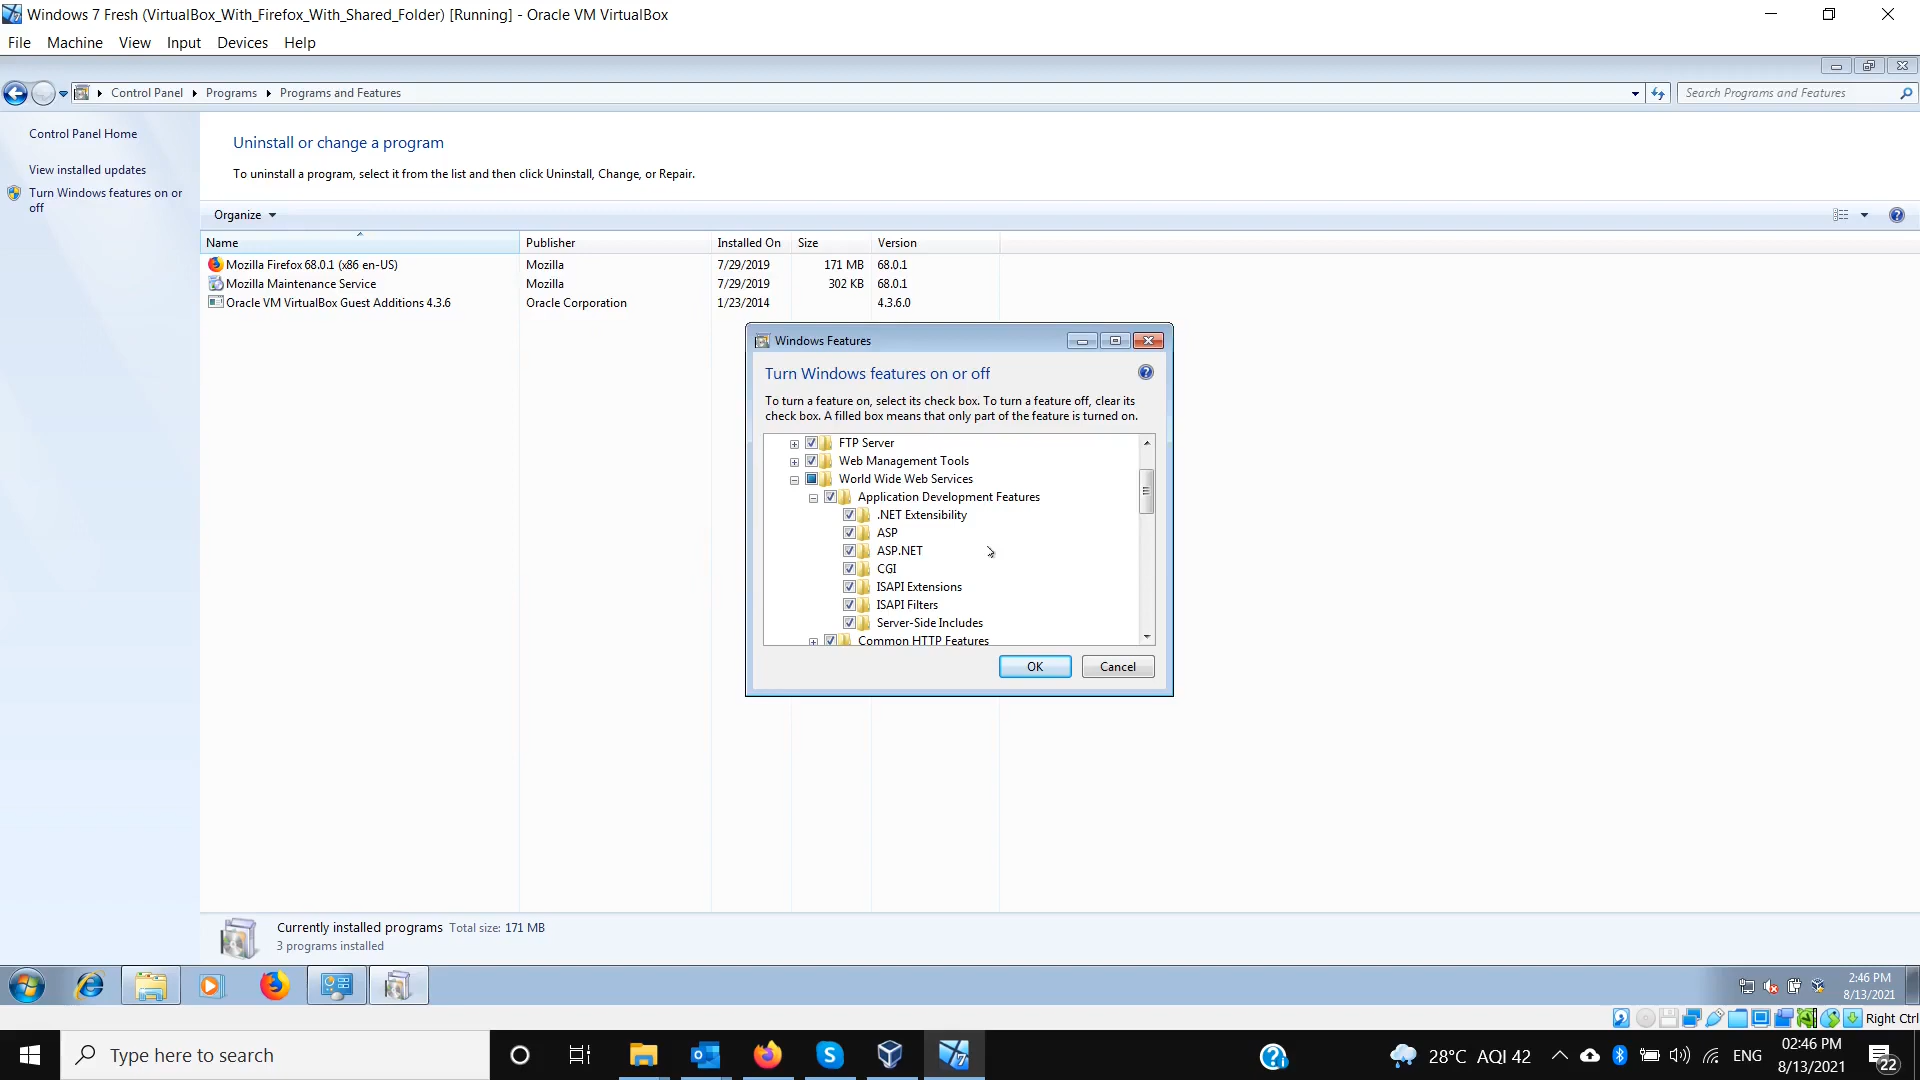 Windows 7 Fresh (VirtualBox_With_Firefox_With_Shared_Folder) [Running] - Oracle VM VirtualBox
File Machine View Input Devices Help
Control Panel Programs Programs and Features
Search Programs and Features
Control Panel Home
View installed updates
Turn Windows features on or
off
Uninstall or change a program
To uninstall a program, select it from the list and then click Uninstall, Change, or Repair.
Organize
Name Publisher Installed On Size Version
Mozilla Firefox 68.0.1 (x86 en-US) Mozilla 7/29/2019 171 MB 68.0.1
Mozilla Maintenance Service Mozilla 7/29/2019 302 KB 68.0.1
Oracle VM VirtualBox Guest Additions 4.3.6 Oracle Corporation 1/23/2014 4.3.6.0
Windows Features
Turn Windows features on or off
To turn a feature on, select its check box. To turn a feature off, clear its
check box. A filled box means that only part of the feature is turned on.
FTP Server
Web Management Tools
World Wide Web Services
Application Development Features
.NET Extensibility
ASP
ASP.NET
CGI
ISAPI Extensions
ISAPI Filters
Server-Side Includes
Common HTTP Features
OK Cancel
Currently installed programs Total size: 171 MB
3 programs installed
2:46 PM
8/13/2021
Right Ctrl
Type here to search
28°C AQI 42
ENG
02:46 PM
8/13/2021
22